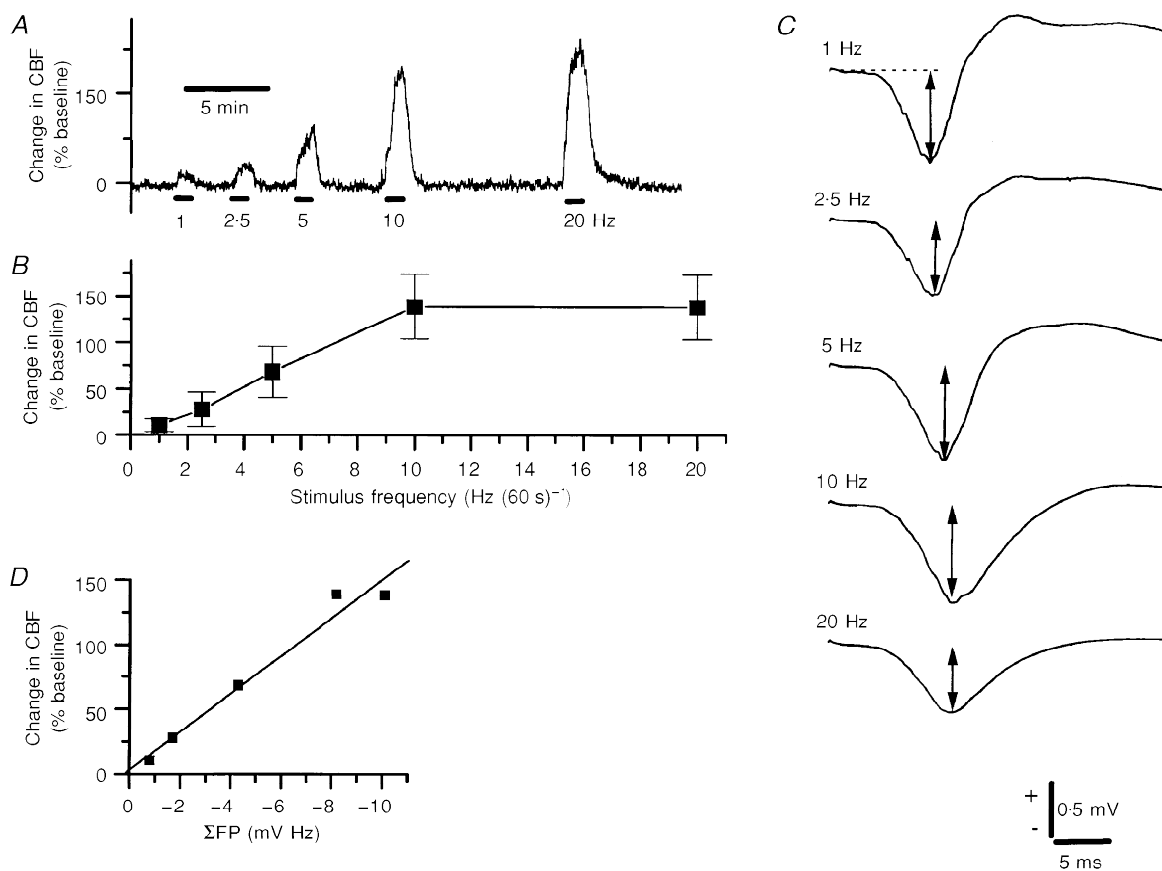 A
Change in CBF
(% baseline)
150
0
5 min
1 2·5 5 10 20 Hz
B
Change in CBF
(% baseline)
150
100
50
0
0 2 4 6 8 10 12 14 16 18 20
Stimulus frequency (Hz (60 s)⁻¹)
D
Change in CBF
(% baseline)
150
100
50
0
0 −2 −4 −6 −8 −10
ΣFP (mV Hz)
C
1 Hz
2·5 Hz
5 Hz
10 Hz
20 Hz
+
-
0·5 mV
5 ms